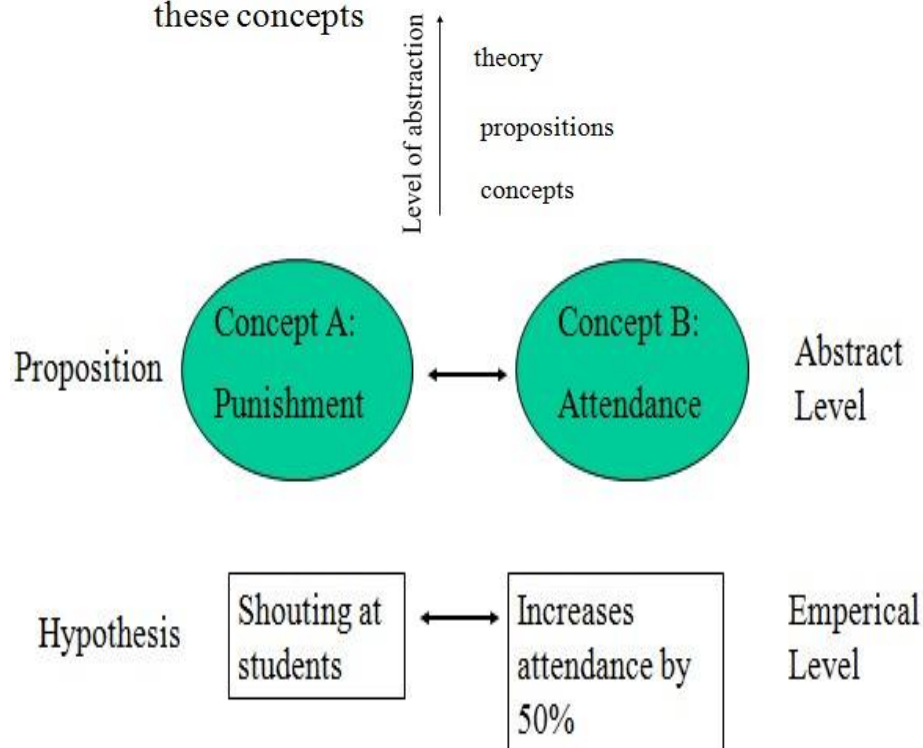 these concepts
Level of abstraction
theory
propositions
concepts
Proposition
Concept A:
Punishment
Concept B:
Attendance
Abstract
Level
Hypothesis
Shouting at
students
Increases
attendance by
50%
Emperical
Level